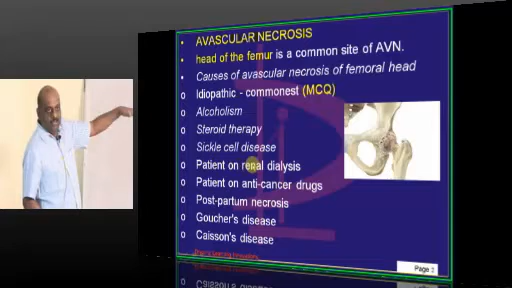 • AVASCULAR NECROSIS
• head of the femur is a common site of AVN.
• Causes of avascular necrosis of femoral head
o Idiopathic - commonest (MCQ)
o Alcoholism
o Steroid therapy
o Sickle cell disease
o Patient on renal dialysis
o Patient on anti-cancer drugs
o Post-partum necrosis
o Goucher's disease
o Caisson's disease
Page